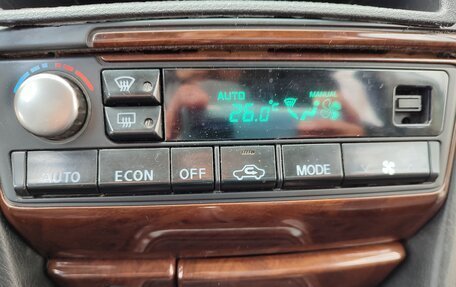 MANUAL
AUTO
26.0°C
AUTO ECON OFF MODE